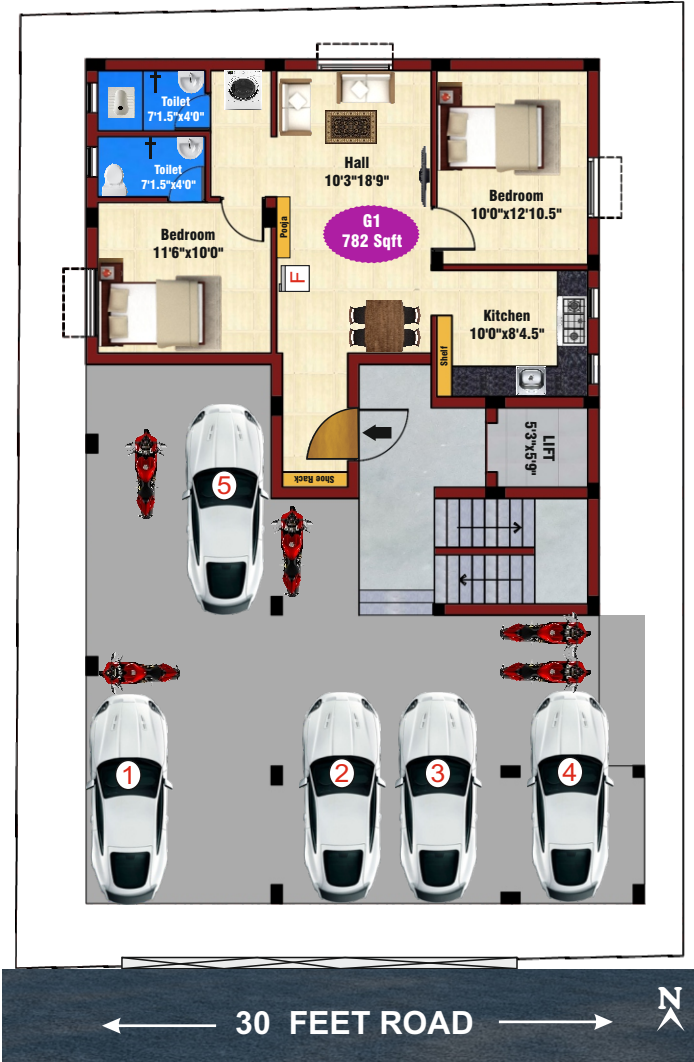 Toilet
7'1.5"x4'0"
Toilet
7'1.5"x4'0"
Hall
10'3"18'9"
Bedroom
10'0"x12'10.5"
Pooja
G1
782 Sqft
Bedroom
11'6"x10'0"
F
Kitchen
10'0"x8'4.5"
Shelf
LIFT
5'3"x5'9"
Shoe Rack
5
1
2
3
4
30 FEET ROAD
N